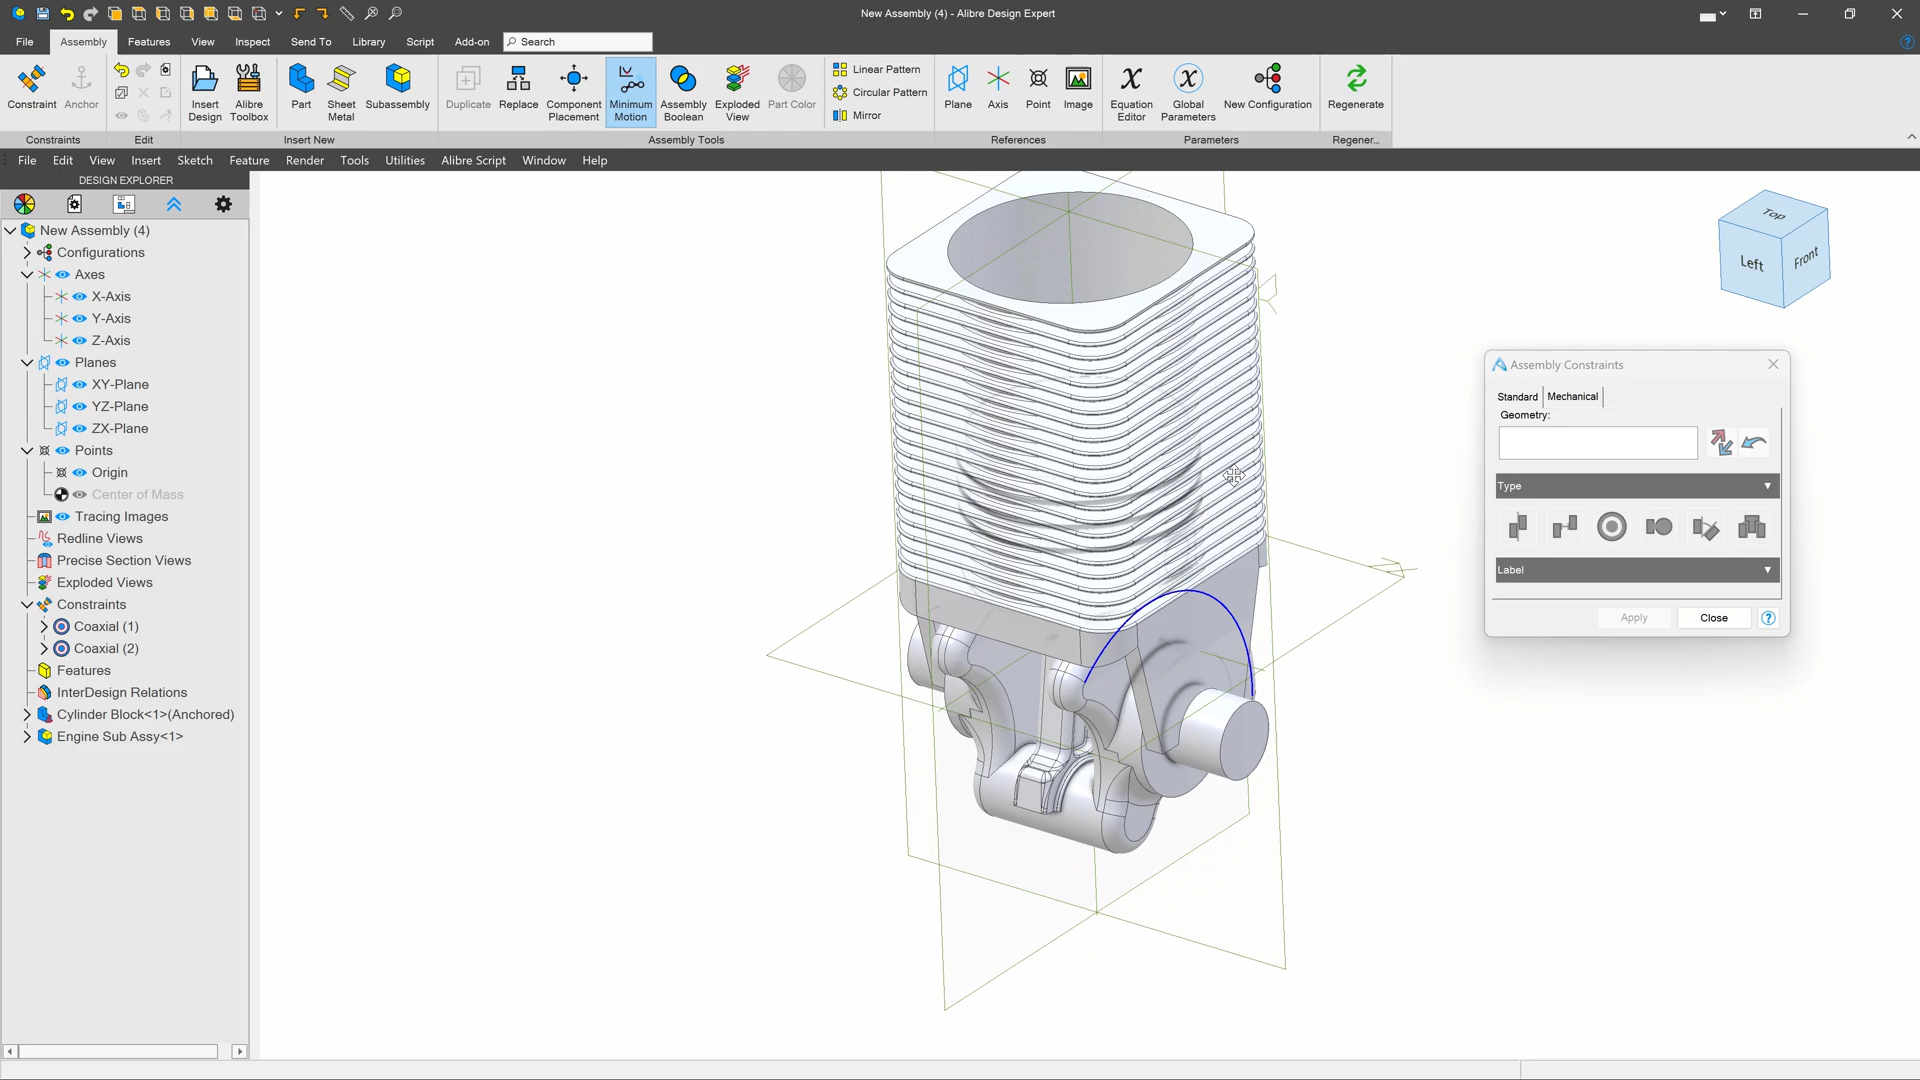 New Assembly (4) - Alibre Design Expert
File Assembly Features View Inspect Send To Library Script Add-on Search
Constraint Anchor
Insert Design
Alibre Toolbox
Part
Sheet Metal
Subassembly
Duplicate
Replace
Component Placement
Minimum Motion
Assembly Boolean
Exploded View
Part Color
Linear Pattern
Circular Pattern
Mirror
Plane
Axis
Point
Image
Equation Editor
Global Parameters
New Configuration
Regenerate
Constraints Edit Insert New Assembly Tools References Parameters Regener...
File Edit View Insert Sketch Feature Render Tools Utilities Alibre Script Window Help
DESIGN EXPLORER
New Assembly (4)
Configurations
Axes
X-Axis
Y-Axis
Z-Axis
Planes
XY-Plane
YZ-Plane
ZX-Plane
Points
Origin
Center of Mass
Tracing Images
Redline Views
Precise Section Views
Exploded Views
Constraints
Coaxial (1)
Coaxial (2)
Features
InterDesign Relations
Cylinder Block<1>(Anchored)
Engine Sub Assy<1>
Top
Left
Front
Assembly Constraints
Standard Mechanical
Geometry:
Type
Label
Apply Close